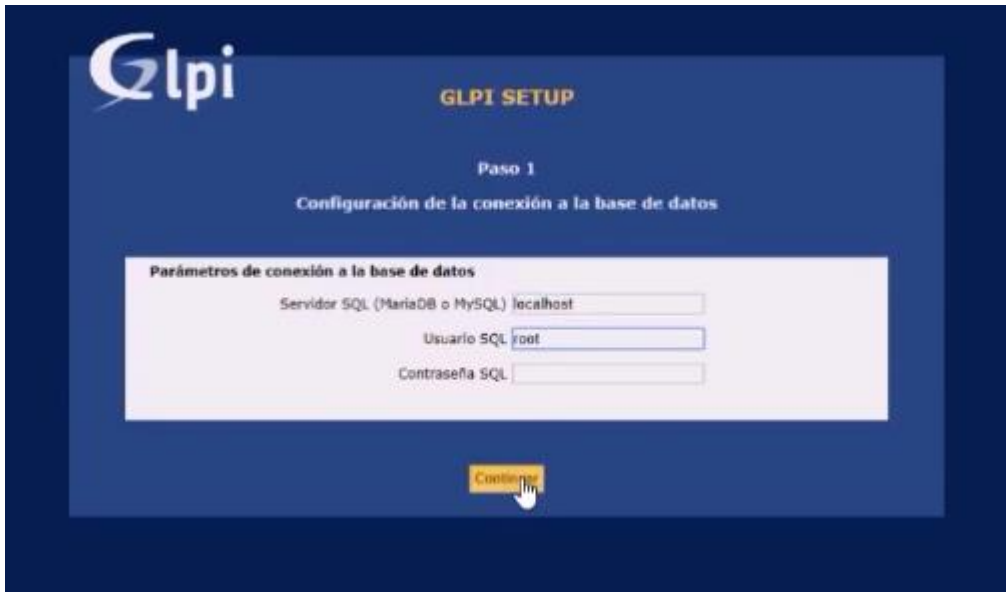 Glpi
GLPI SETUP
Paso 1
Configuración de la conexión a la base de datos
Parámetros de conexión a la base de datos
Servidor SQL (MariaDB o MySQL) localhost
Usuario SQL root
Contraseña SQL
Continuar